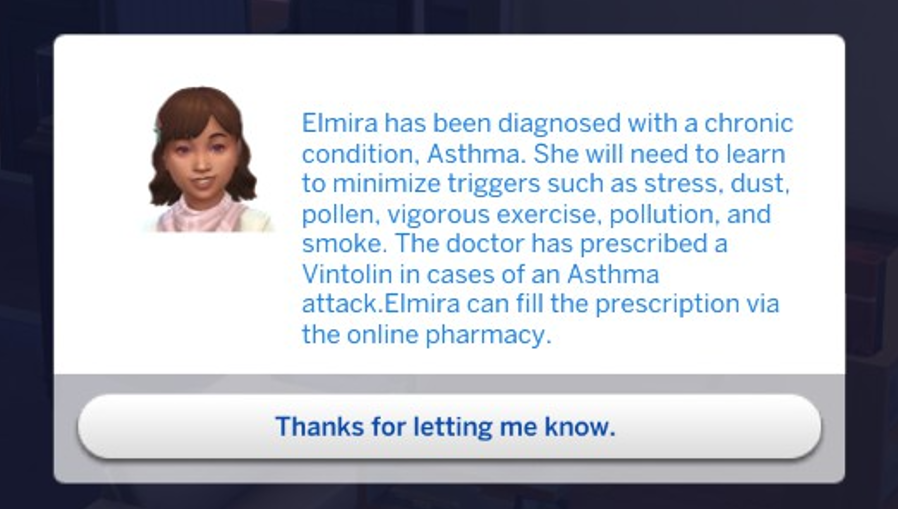 Elmira has been diagnosed with a chronic
condition, Asthma. She will need to learn
to minimize triggers such as stress, dust,
pollen, vigorous exercise, pollution, and
smoke. The doctor has prescribed a
Vintolin in cases of an Asthma
attack.Elmira can fill the prescription via
the online pharmacy.
Thanks for letting me know.